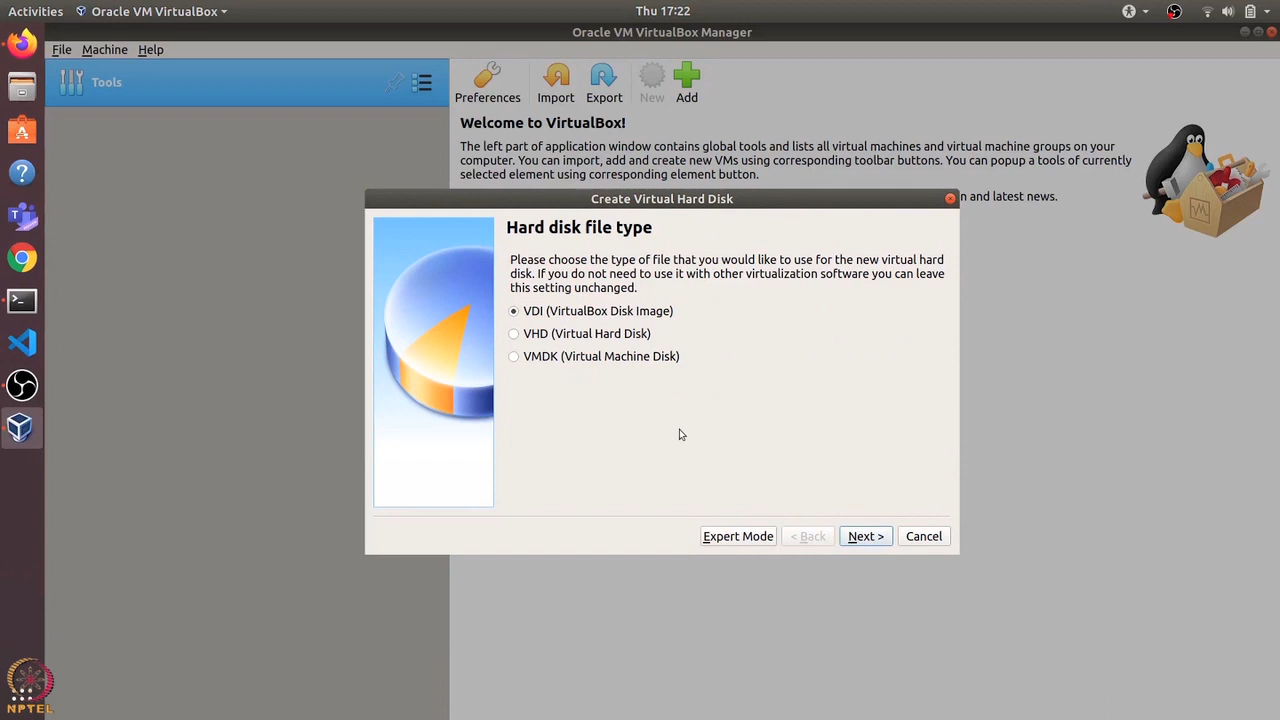 Activities
Oracle VM VirtualBox
Thu 17:22
Oracle VM VirtualBox Manager
File Machine Help
Tools
Preferences Import Export New Add
Welcome to VirtualBox!
The left part of application window contains global tools and lists all virtual machines and virtual machine groups on your
computer. You can import, add and create new VMs using corresponding toolbar buttons. You can popup a tools of currently
selected element using corresponding element button.
n and latest news.
Create Virtual Hard Disk
Hard disk file type
Please choose the type of file that you would like to use for the new virtual hard
disk. If you do not need to use it with other virtualization software you can leave
this setting unchanged.
VDI (VirtualBox Disk Image)
VHD (Virtual Hard Disk)
VMDK (Virtual Machine Disk)
Expert Mode < Back Next > Cancel
NPTEL